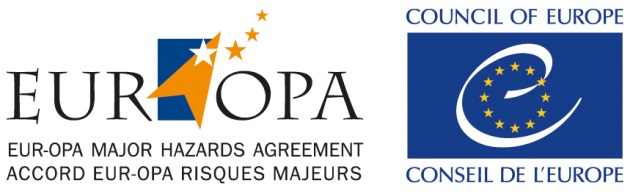 EUR OPA
EUR-OPA MAJOR HAZARDS AGREEMENT
ACCORD EUR-OPA RISQUES MAJEURS
COUNCIL OF EUROPE
CONSEIL DE L'EUROPE